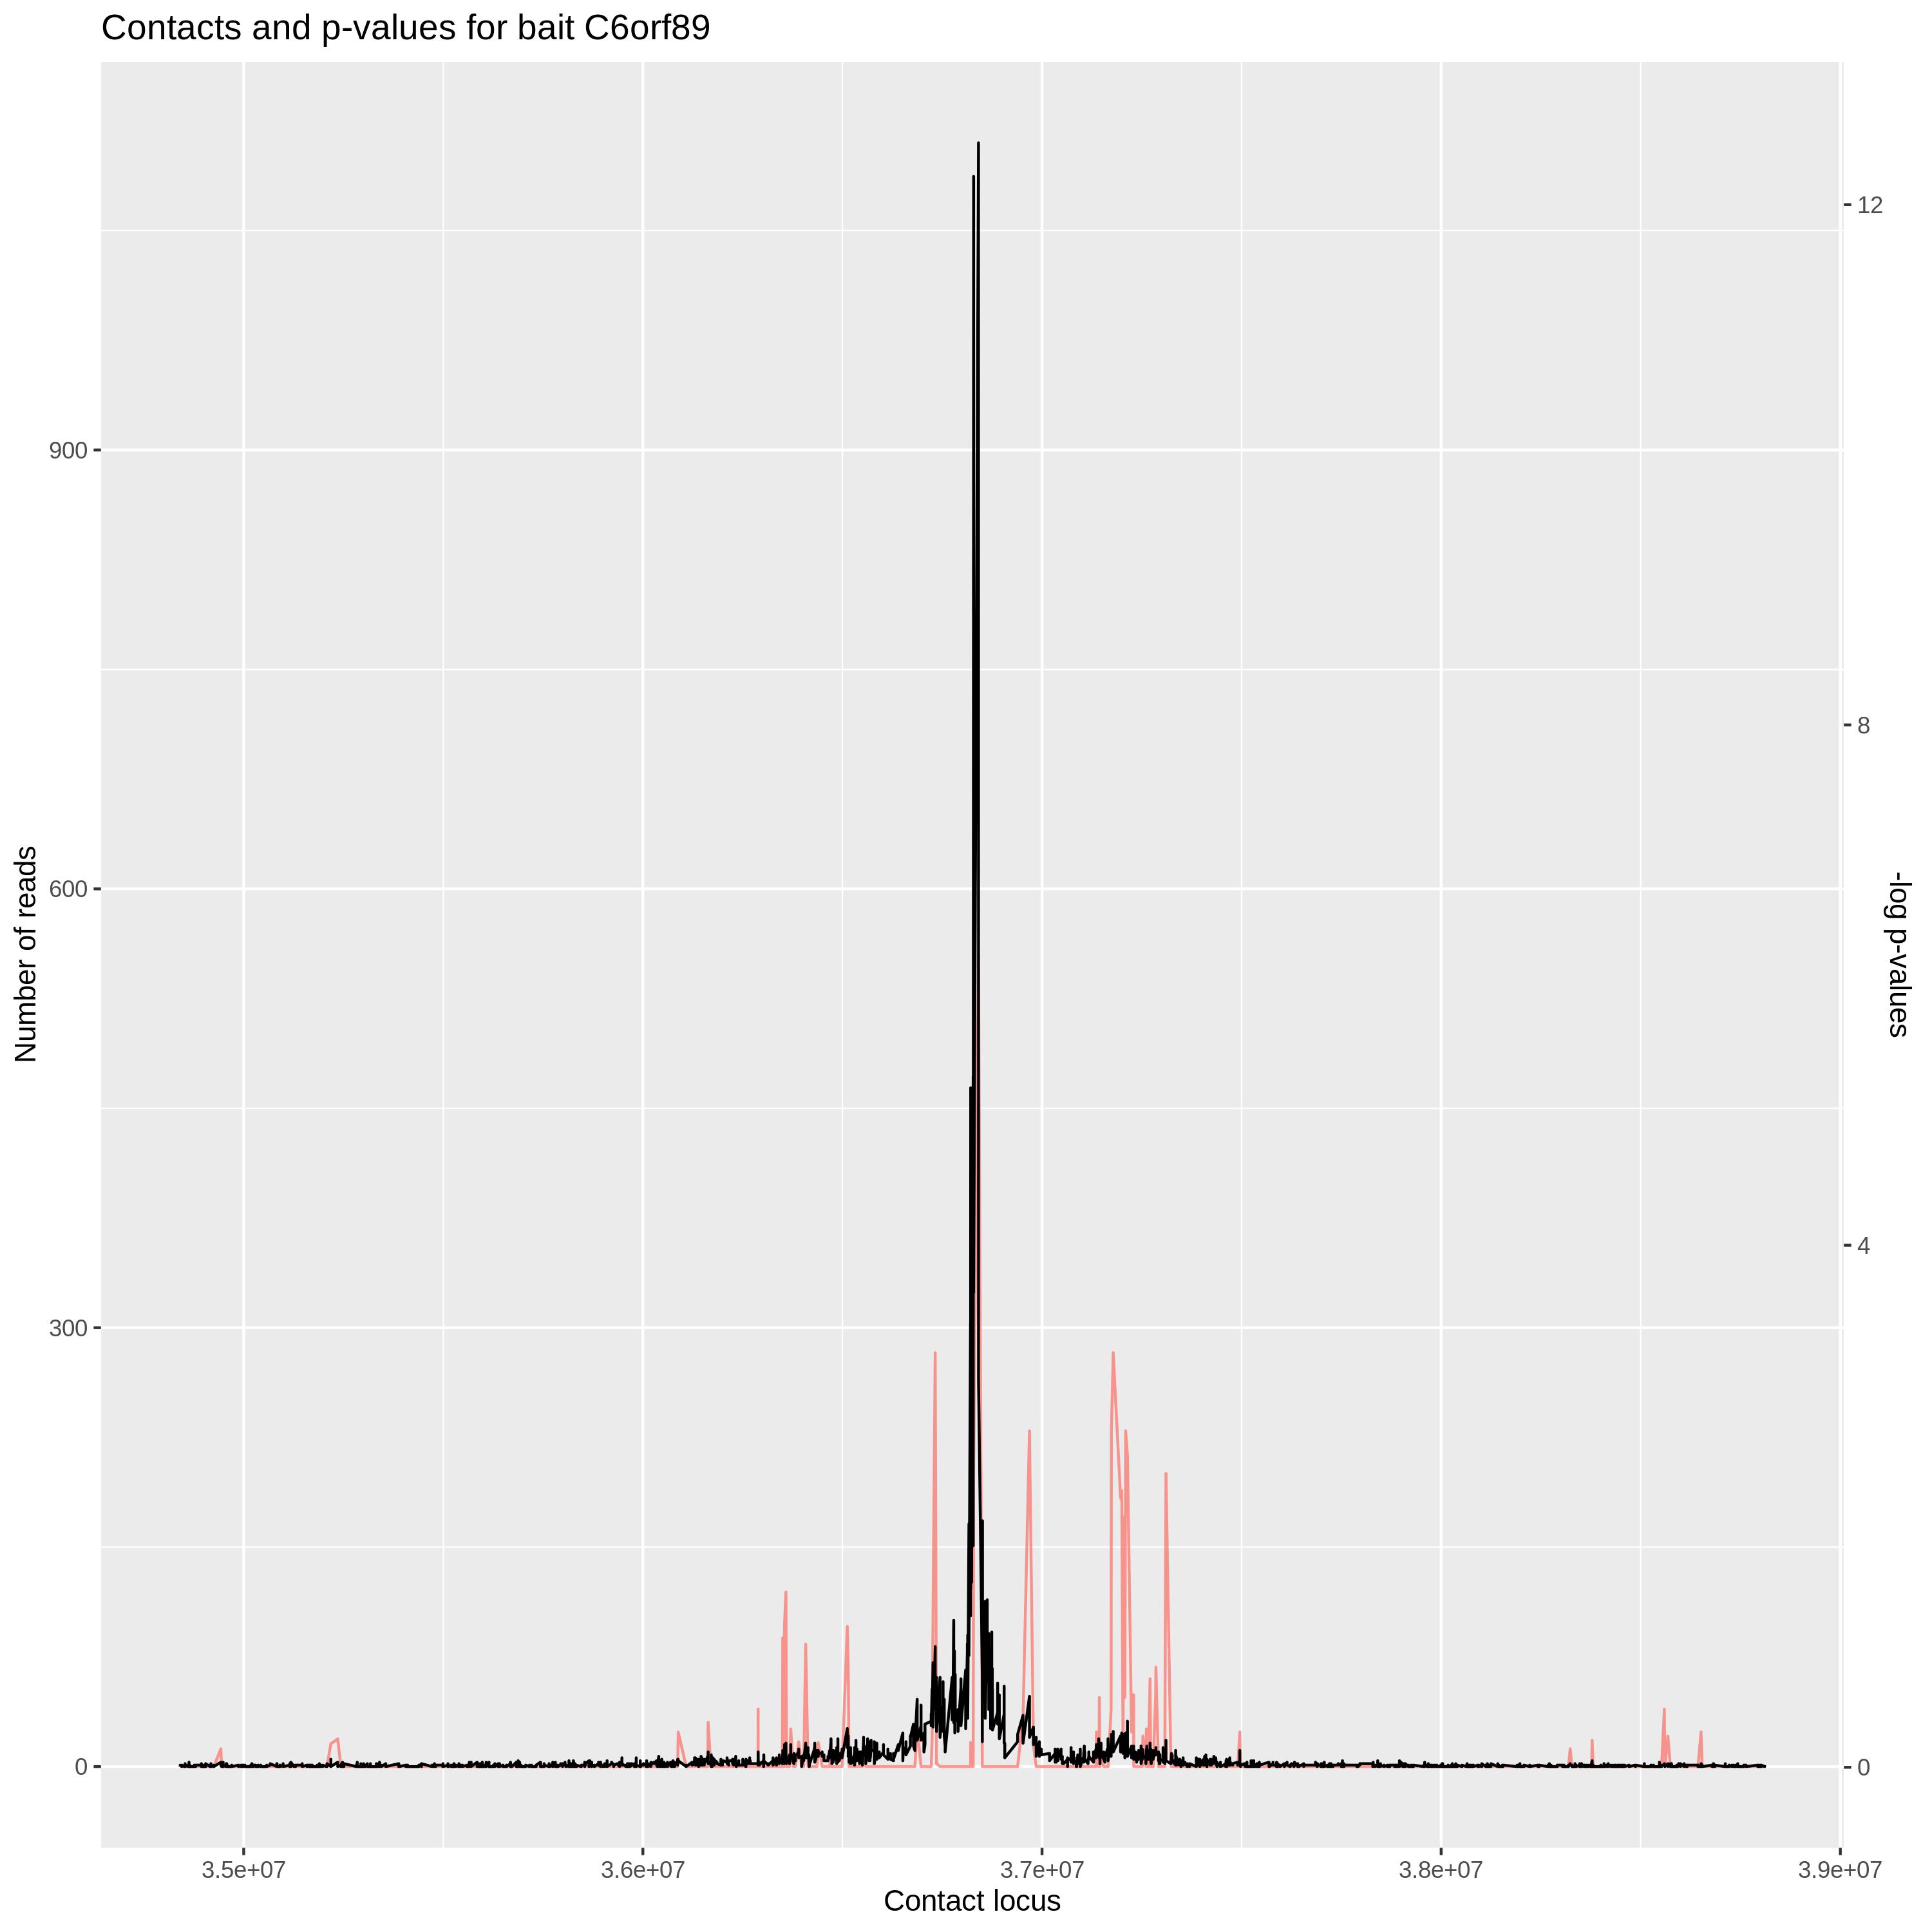 Contacts and p-values for bait C6orf89
Number of reads
900
600
300
0
12
8
4
0
-log p-values
3.5e+07 3.6e+07 3.7e+07 3.8e+07 3.9e+07
Contact locus